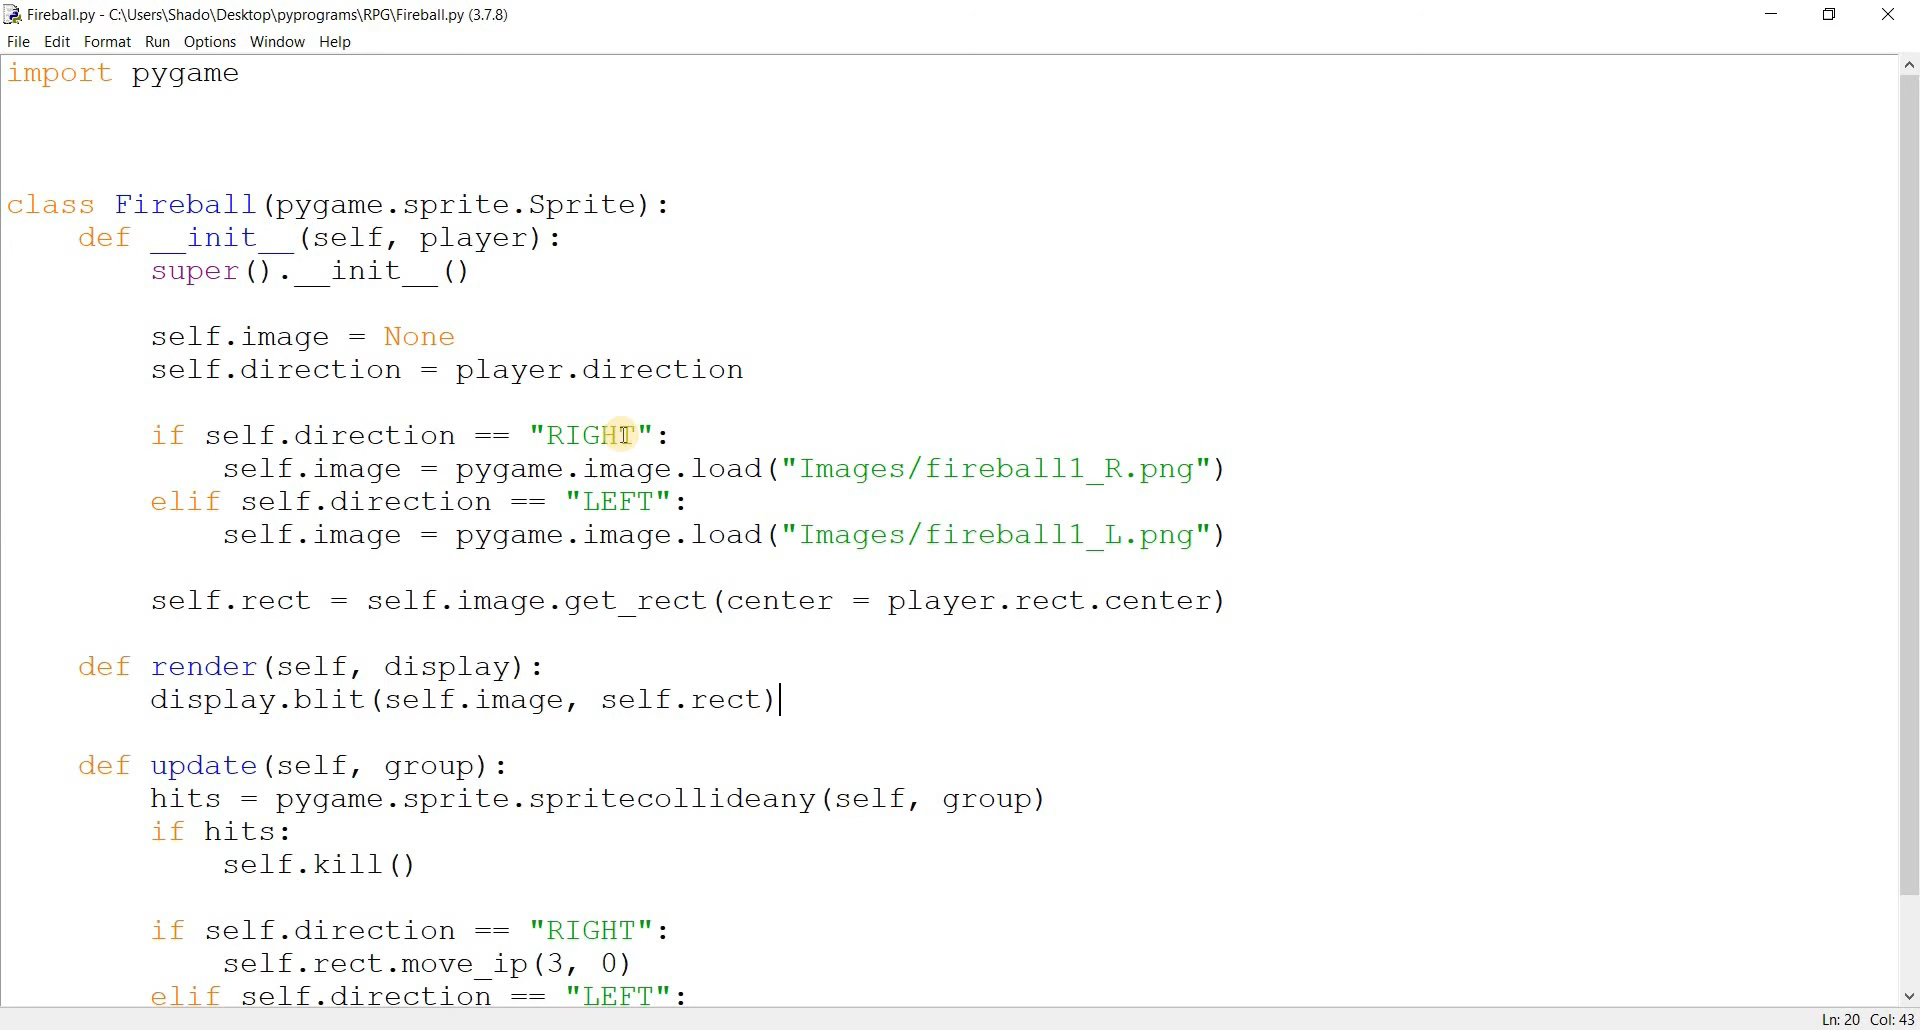 Fireball.py - C:\Users\Shado\Desktop\pyprograms\RPG\Fireball.py (3.7.8)
File Edit Format Run Options Window Help
import pygame
class Fireball(pygame.sprite.Sprite):
    def __init__(self, player):
        super().__init__()
        self.image = None
        self.direction = player.direction
        if self.direction == "RIGHT":
            self.image = pygame.image.load("Images/fireball1_R.png")
        elif self.direction == "LEFT":
            self.image = pygame.image.load("Images/fireball1_L.png")
        self.rect = self.image.get_rect(center = player.rect.center)
    def render(self, display):
        display.blit(self.image, self.rect)
    def update(self, group):
        hits = pygame.sprite.spritecollideany(self, group)
        if hits:
            self.kill()
        if self.direction == "RIGHT":
            self.rect.move_ip(3, 0)
        elif self.direction == "LEFT":
Ln: 20 Col: 43